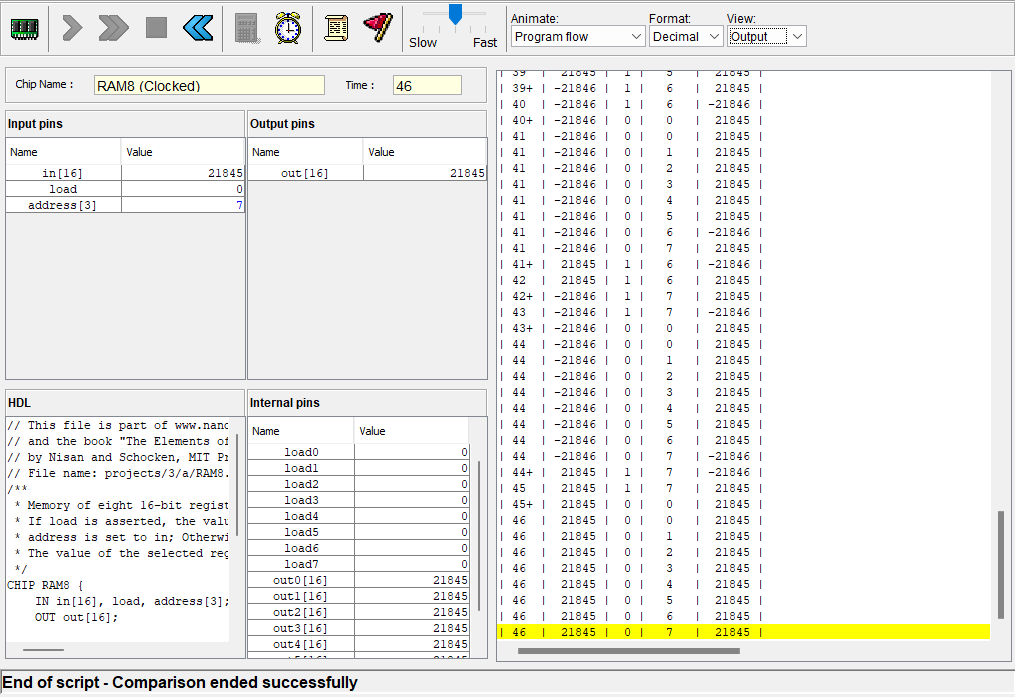 Animate: Format: View:
Slow Fast Program flow Decimal Output
Chip Name : RAM8 (Clocked) Time : 46
Input pins
Name Value
in[16] 21845
load 0
address[3] 7
Output pins
Name Value
out[16] 21845
HDL
// This file is part of www.nand
// and the book "The Elements of
// by Nisan and Schocken, MIT Pr
// File name: projects/3/a/RAM8.
/**
* Memory of eight 16-bit regist
* If load is asserted, the valu
* address is set to in; Otherwi
* The value of the selected reg
*/
CHIP RAM8 {
IN in[16], load, address[3];
OUT out[16];
Internal pins
Name Value
load0 0
load1 0
load2 0
load3 0
load4 0
load5 0
load6 0
load7 0
out0[16] 21845
out1[16] 21845
out2[16] 21845
out3[16] 21845
out4[16] 21845
| 39 | 21845 | 1 | 5 | 21845 |
| 39+ | -21846 | 1 | 6 | 21845 |
| 40 | -21846 | 1 | 6 | -21846 |
| 40+ | -21846 | 0 | 0 | 21845 |
| 41 | -21846 | 0 | 0 | 21845 |
| 41 | -21846 | 0 | 1 | 21845 |
| 41 | -21846 | 0 | 2 | 21845 |
| 41 | -21846 | 0 | 3 | 21845 |
| 41 | -21846 | 0 | 4 | 21845 |
| 41 | -21846 | 0 | 5 | 21845 |
| 41 | -21846 | 0 | 6 | -21846 |
| 41 | -21846 | 0 | 7 | 21845 |
| 41+ | 21845 | 1 | 6 | -21846 |
| 42 | 21845 | 1 | 6 | 21845 |
| 42+ | -21846 | 1 | 7 | 21845 |
| 43 | -21846 | 1 | 7 | -21846 |
| 43+ | -21846 | 0 | 0 | 21845 |
| 44 | -21846 | 0 | 0 | 21845 |
| 44 | -21846 | 0 | 1 | 21845 |
| 44 | -21846 | 0 | 2 | 21845 |
| 44 | -21846 | 0 | 3 | 21845 |
| 44 | -21846 | 0 | 4 | 21845 |
| 44 | -21846 | 0 | 5 | 21845 |
| 44 | -21846 | 0 | 6 | 21845 |
| 44 | -21846 | 0 | 7 | -21846 |
| 44+ | 21845 | 1 | 7 | -21846 |
| 45 | 21845 | 1 | 7 | 21845 |
| 45+ | 21845 | 0 | 0 | 21845 |
| 46 | 21845 | 0 | 0 | 21845 |
| 46 | 21845 | 0 | 1 | 21845 |
| 46 | 21845 | 0 | 2 | 21845 |
| 46 | 21845 | 0 | 3 | 21845 |
| 46 | 21845 | 0 | 4 | 21845 |
| 46 | 21845 | 0 | 5 | 21845 |
| 46 | 21845 | 0 | 6 | 21845 |
| 46 | 21845 | 0 | 7 | 21845 |
End of script - Comparison ended successfully